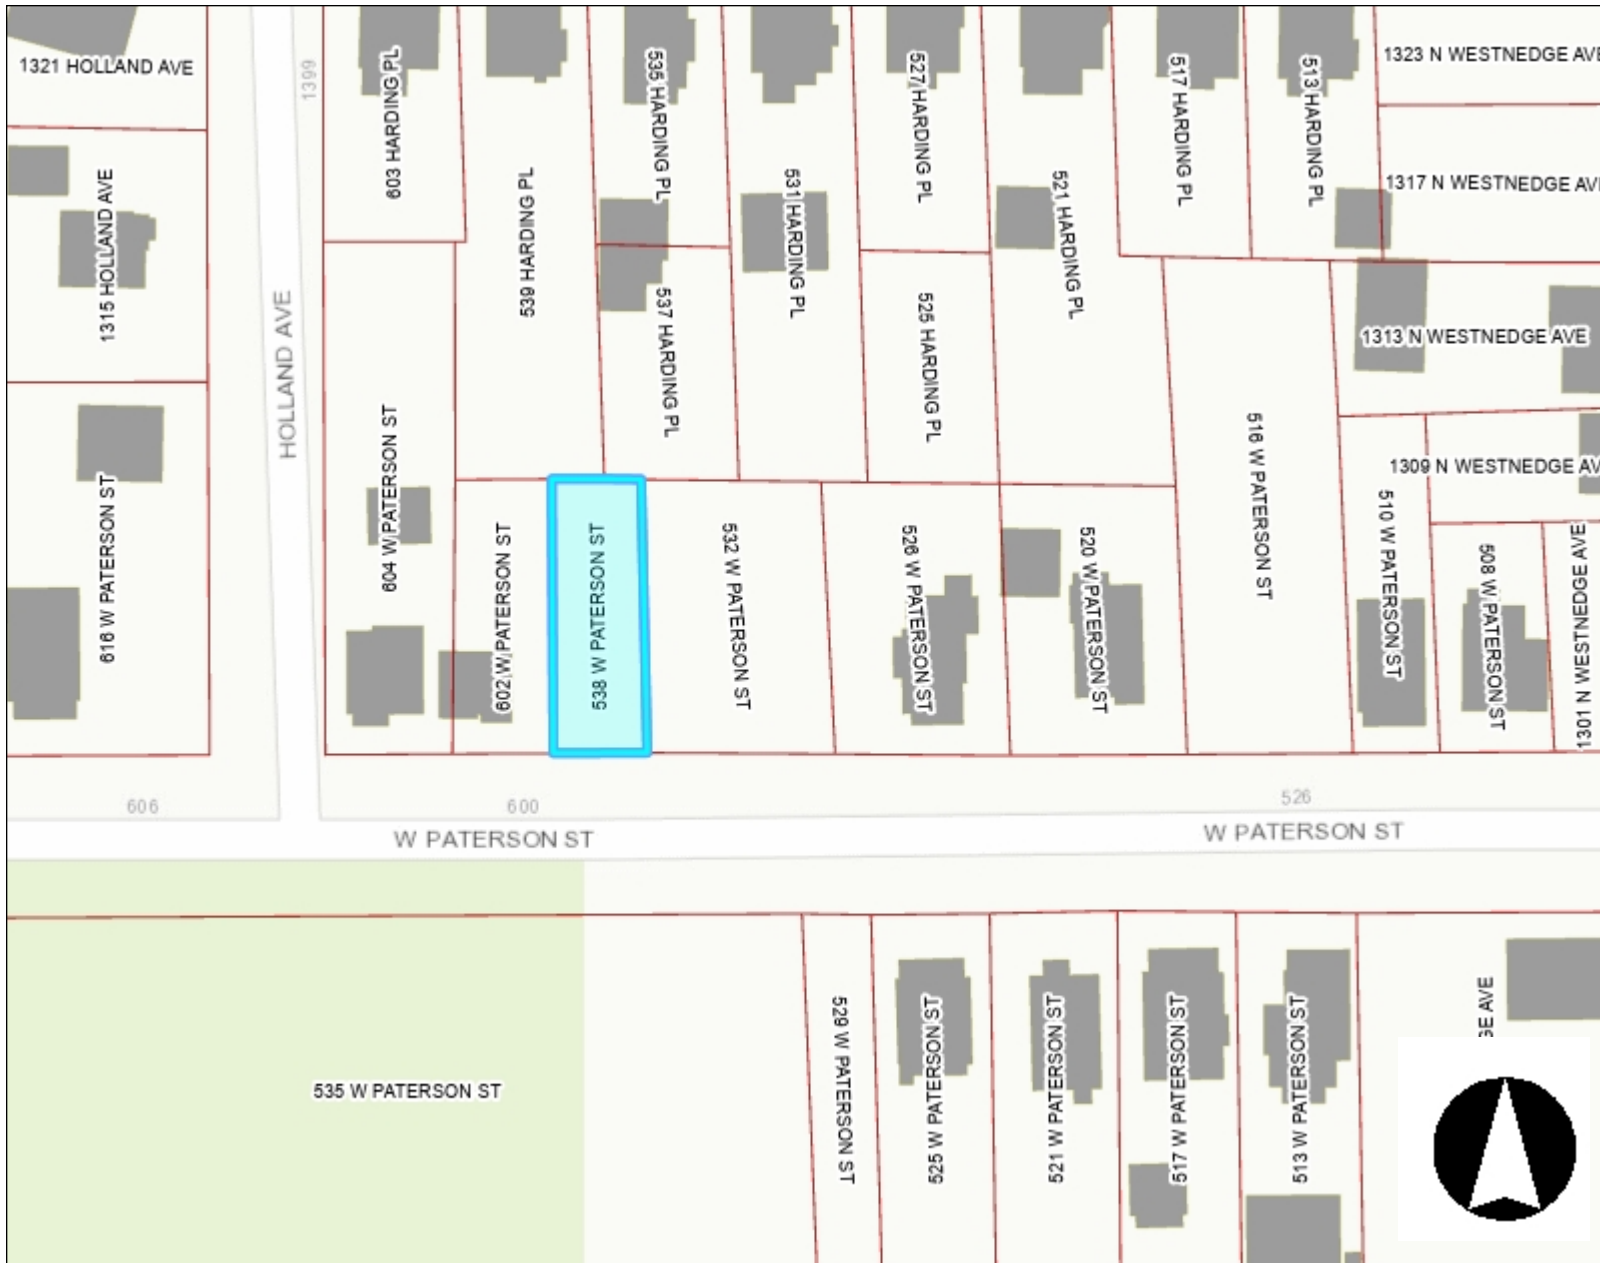 1321 HOLLAND AVE
1399
603 HARDING PL
535 HARDING PL
527 HARDING PL
517 HARDING PL
513 HARDING PL
1323 N WESTNEDGE AVE
1317 N WESTNEDGE AVE
1315 HOLLAND AVE
539 HARDING PL
531 HARDING PL
521 HARDING PL
HOLLAND AVE
537 HARDING PL
525 HARDING PL
1313 N WESTNEDGE AVE
1309 N WESTNEDGE AV
616 W PATERSON ST
604 W PATERSON ST
602 W PATERSON ST
538 W PATERSON ST
532 W PATERSON ST
526 W PATERSON ST
520 W PATERSON ST
516 W PATERSON ST
510 W PATERSON ST
508 W PATERSON ST
1301 N WESTNEDGE AVE
606
600
526
W PATERSON ST
W PATERSON ST
535 W PATERSON ST
529 W PATERSON ST
525 W PATERSON ST
521 W PATERSON ST
517 W PATERSON ST
513 W PATERSON ST
GE AVE